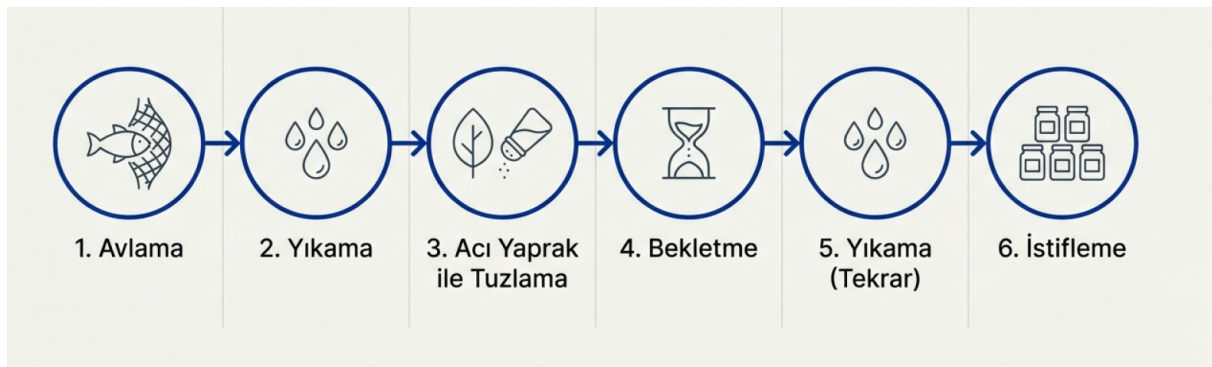 1. Avlama
2. Yıkama
3. Acı Yaprak
ile Tuzlama
4. Bekletme
5. Yıkama
(Tekrar)
6. İstifleme